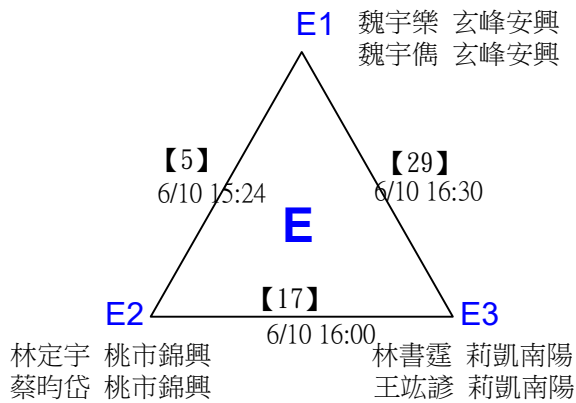 E1 魏宇樂 玄峰安興
魏宇儁 玄峰安興
【5】
6/10 15:24
【29】
6/10 16:30
E
【17】
6/10 16:00
E2
林定宇 桃市錦興
蔡昀岱 桃市錦興
E3
林書霆 莉凱南陽
王竑諺 莉凱南陽